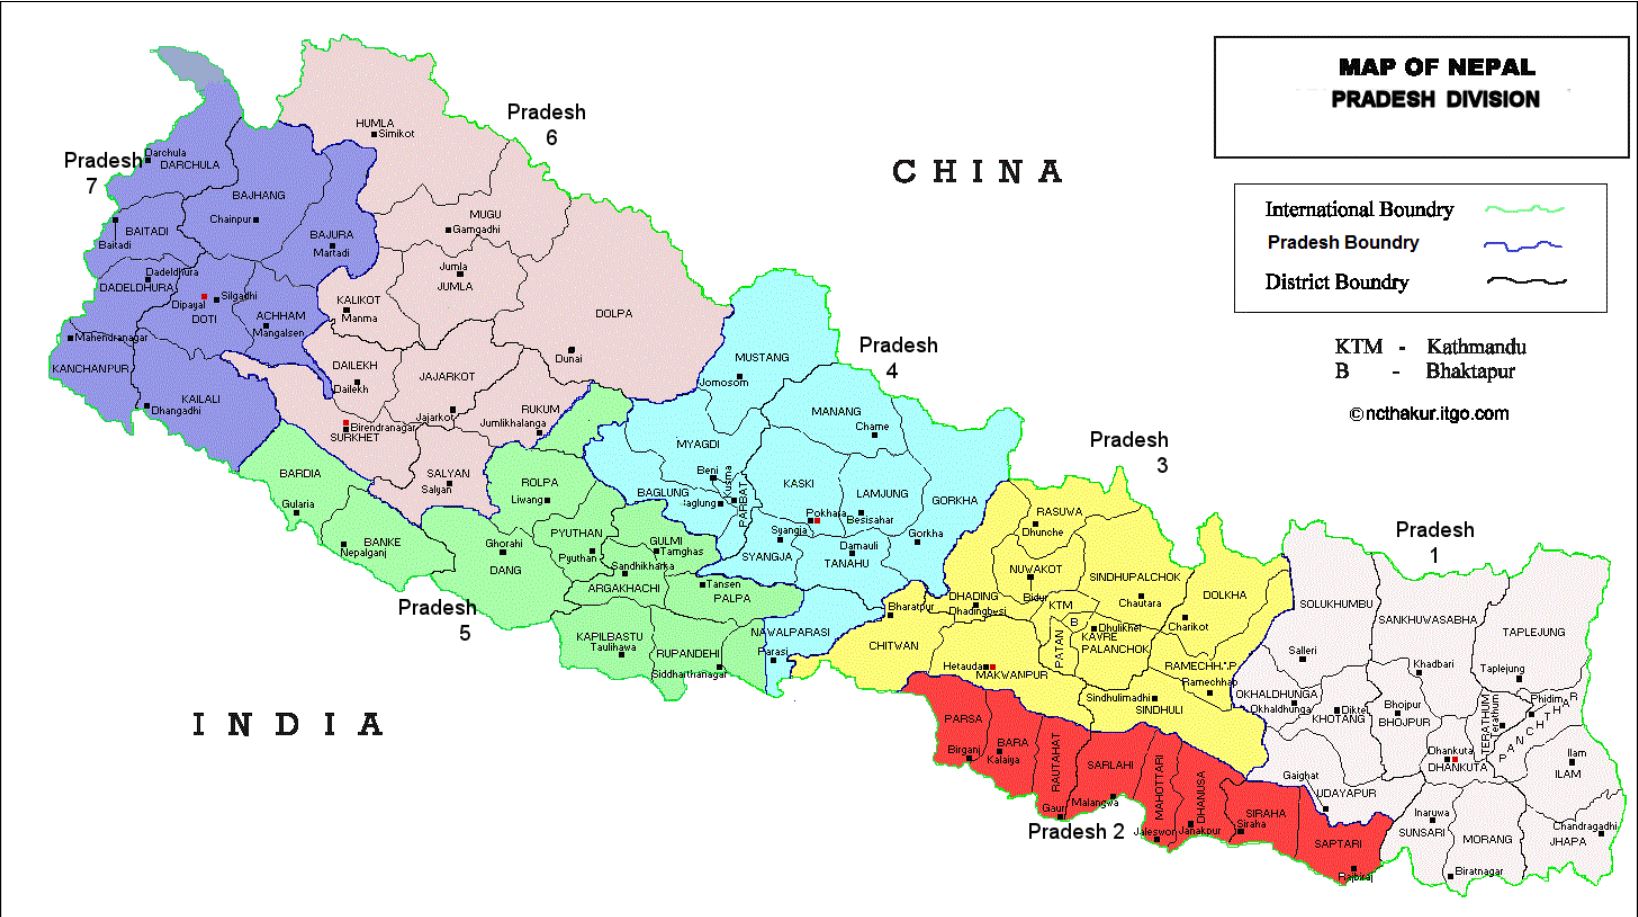 MAP OF NEPAL
PRADESH DIVISION
International Boundry
Pradesh Boundry
District Boundry
KTM - Kathmandu
B - Bhaktapur
©ncthakur.itgo.com
CHINA
INDIA
Pradesh
7
Darchula
DARCHULA
BAJHANG
Chainpur
BAITADI
Baitadi
BAJURA
Martadi
Dadeldhura
DADELDHURA
Dipayal
Silgadhi
DOTI
ACHHAM
Mangalsen
Mahendranagar
KANCHANPUR
KAILALI
Dhangadhi
Pradesh
6
HUMLA
Simikot
MUGU
Gamgadhi
Jumla
JUMLA
KALIKOT
Manma
DOLPA
Dunai
DAILEKH
Dailekh
JAJARKOT
Jajarkot
RUKUM
Jumlikhalanga
Birendranagar
SURKHET
SALYAN
Salyan
Pradesh
5
BARDIA
Gularia
BANKE
Nepalganj
ROLPA
Liwang
PYUTHAN
Pyuthan
Ghorahi
DANG
GULMI
Tamghas
Sandhikharka
ARGAKHACHI
Tansen
PALPA
KAPILBASTU
Taulihawa
RUPANDEHI
Siddharthanagar
NAWALPARASI
Parasi
Pradesh
4
MUSTANG
Jomosom
MANANG
Chame
MYAGDI
Beni
Kusma
PARBAT
BAGLUNG
aglung
KASKI
Pokhara
LAMJUNG
Besisahar
GORKHA
Gorkha
Syangja
SYANGJA
Damauli
TANAHU
Pradesh
3
RASUWA
Dhunche
NUWAKOT
Bidur
SINDHUPALCHOK
Chautara
DOLKHA
Charikot
DHADING
Dhadingbesi
KTM
B
PATAN
Dhulikhel
KAVRE
PALANCHOK
Bharatpur
CHITWAN
Hetauda
MAKWANPUR
RAMECHH.\*.P
Ramechhap
Sindhulimadhi
SINDHULI
Pradesh 2
PARSA
Birganj
BARA
Kalaiya
RAUTAHAT
Gaur
SARLAHI
Malangwa
MAHOTTARI
Jaleswor
DHANUSA
Janakpur
SIRAHA
Siraha
SAPTARI
Rajbiraj
Pradesh
1
SOLUKHUMBU
Salleri
SANKHUWASABHA
Khadbari
TAPLEJUNG
Taplejung
OKHALDHUNGA
Okhaldhunga
Diktel
KHOTANG
Bhojpur
BHOJPUR
TERATHUM
Terathum
Phidim
PANCHTHAR
Dhankuta
DHANKUTA
Ilam
ILAM
Gaighat
UDAYAPUR
Inaruwa
SUNSARI
MORANG
Biratnagar
Chandragadhi
JHAPA